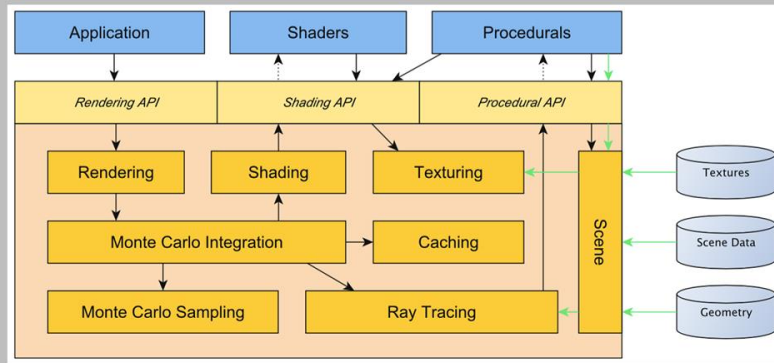 Application
Shaders
Procedurals
Rendering API
Shading API
Procedural API
Rendering
Shading
Texturing
Textures
Monte Carlo Integration
Caching
Scene
Scene Data
Monte Carlo Sampling
Ray Tracing
Geometry